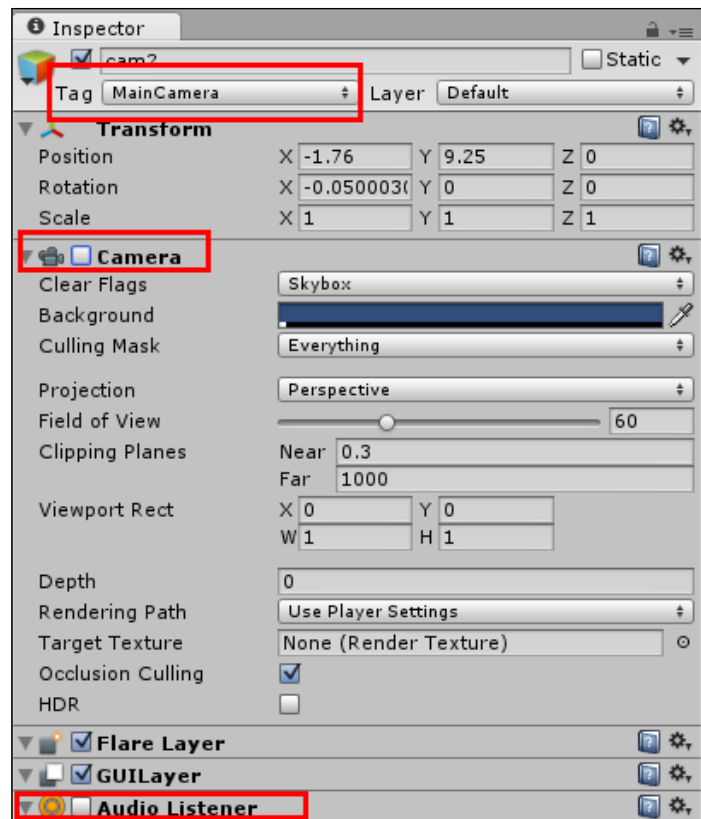 Inspector
cam2 Static
Tag MainCamera Layer Default
Transform
Position X -1.76 Y 9.25 Z 0
Rotation X -0.050003( Y 0 Z 0
Scale X 1 Y 1 Z 1
Camera
Clear Flags Skybox
Background
Culling Mask Everything
Projection Perspective
Field of View 60
Clipping Planes Near 0.3
Far 1000
Viewport Rect X 0 Y 0
W 1 H 1
Depth 0
Rendering Path Use Player Settings
Target Texture None (Render Texture)
Occlusion Culling
HDR
Flare Layer
GUILayer
Audio Listener